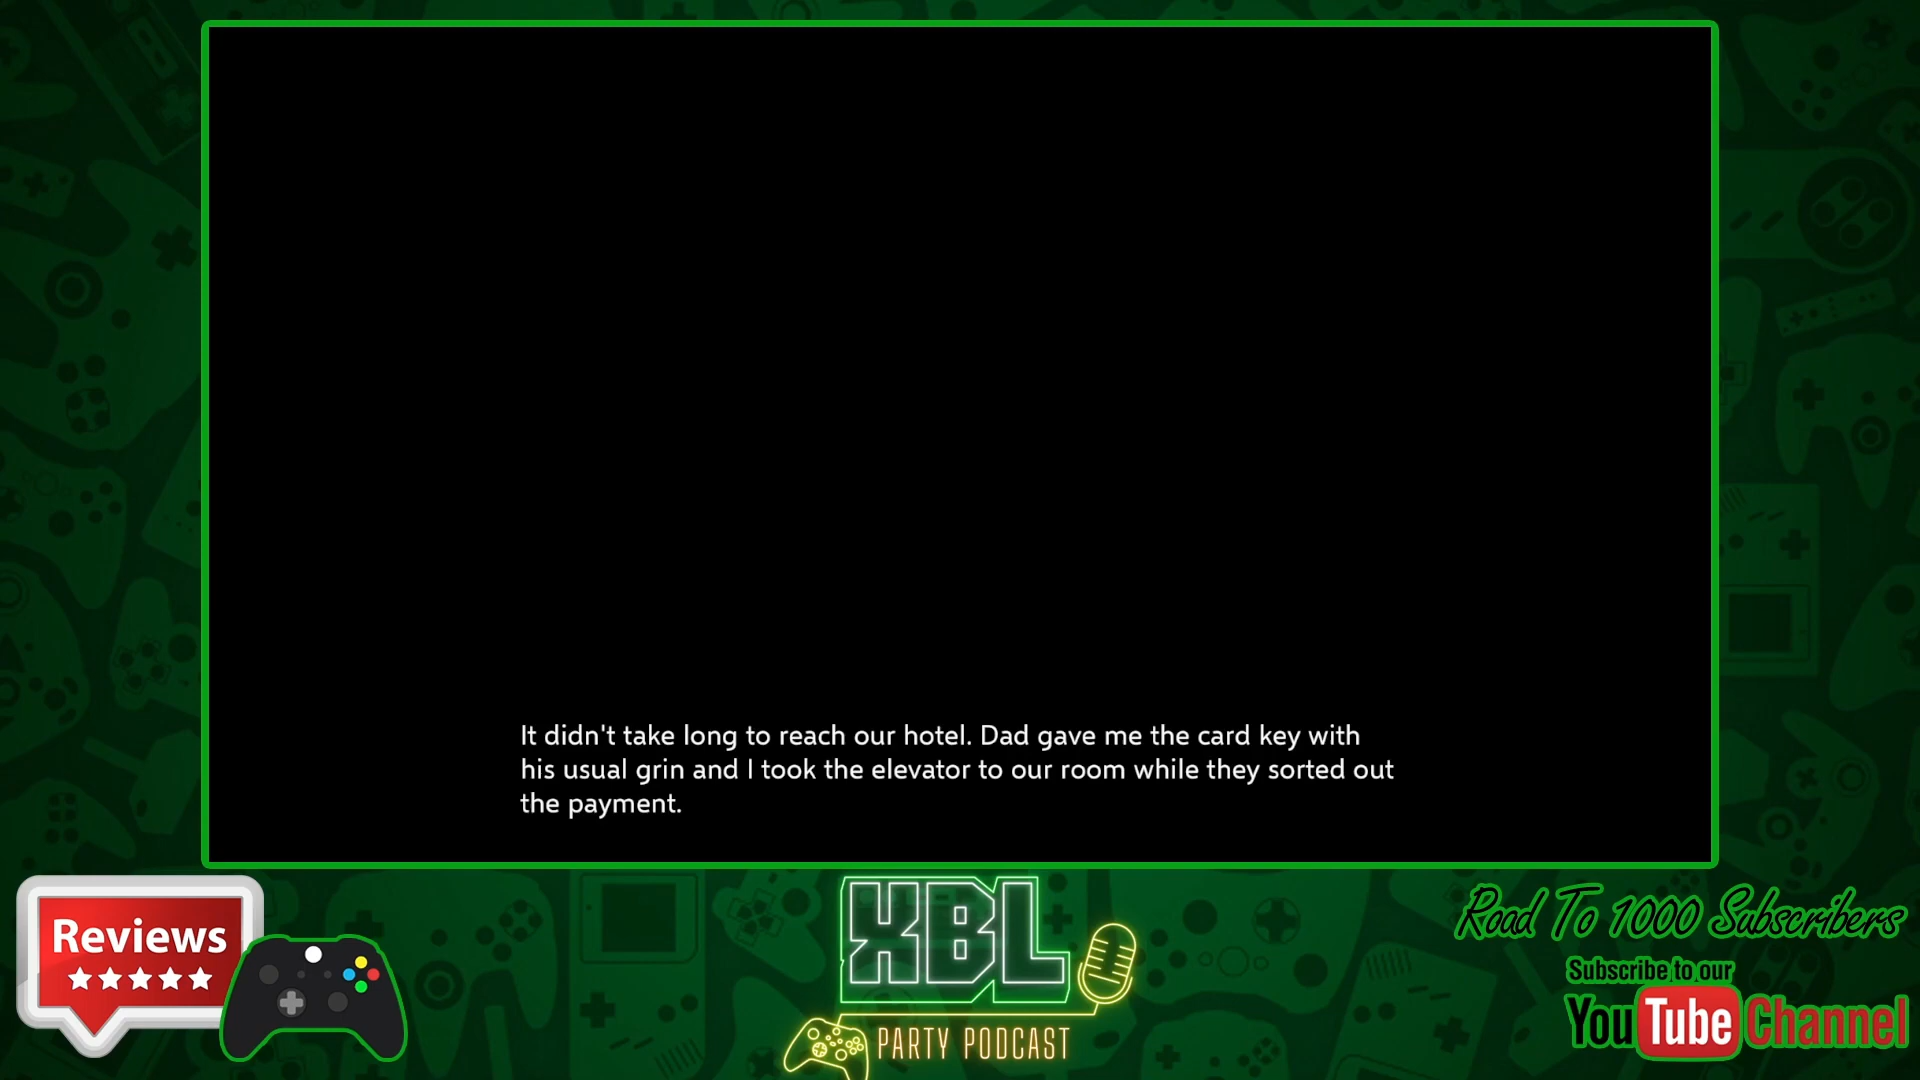 It didn't take long to reach our hotel. Dad gave me the card key with
his usual grin and I took the elevator to our room while they sorted out
the payment.
Reviews
XBL
PARTY PODCAST
Road To 1000 Subscribers
Subscribe to our
YouTube Channel